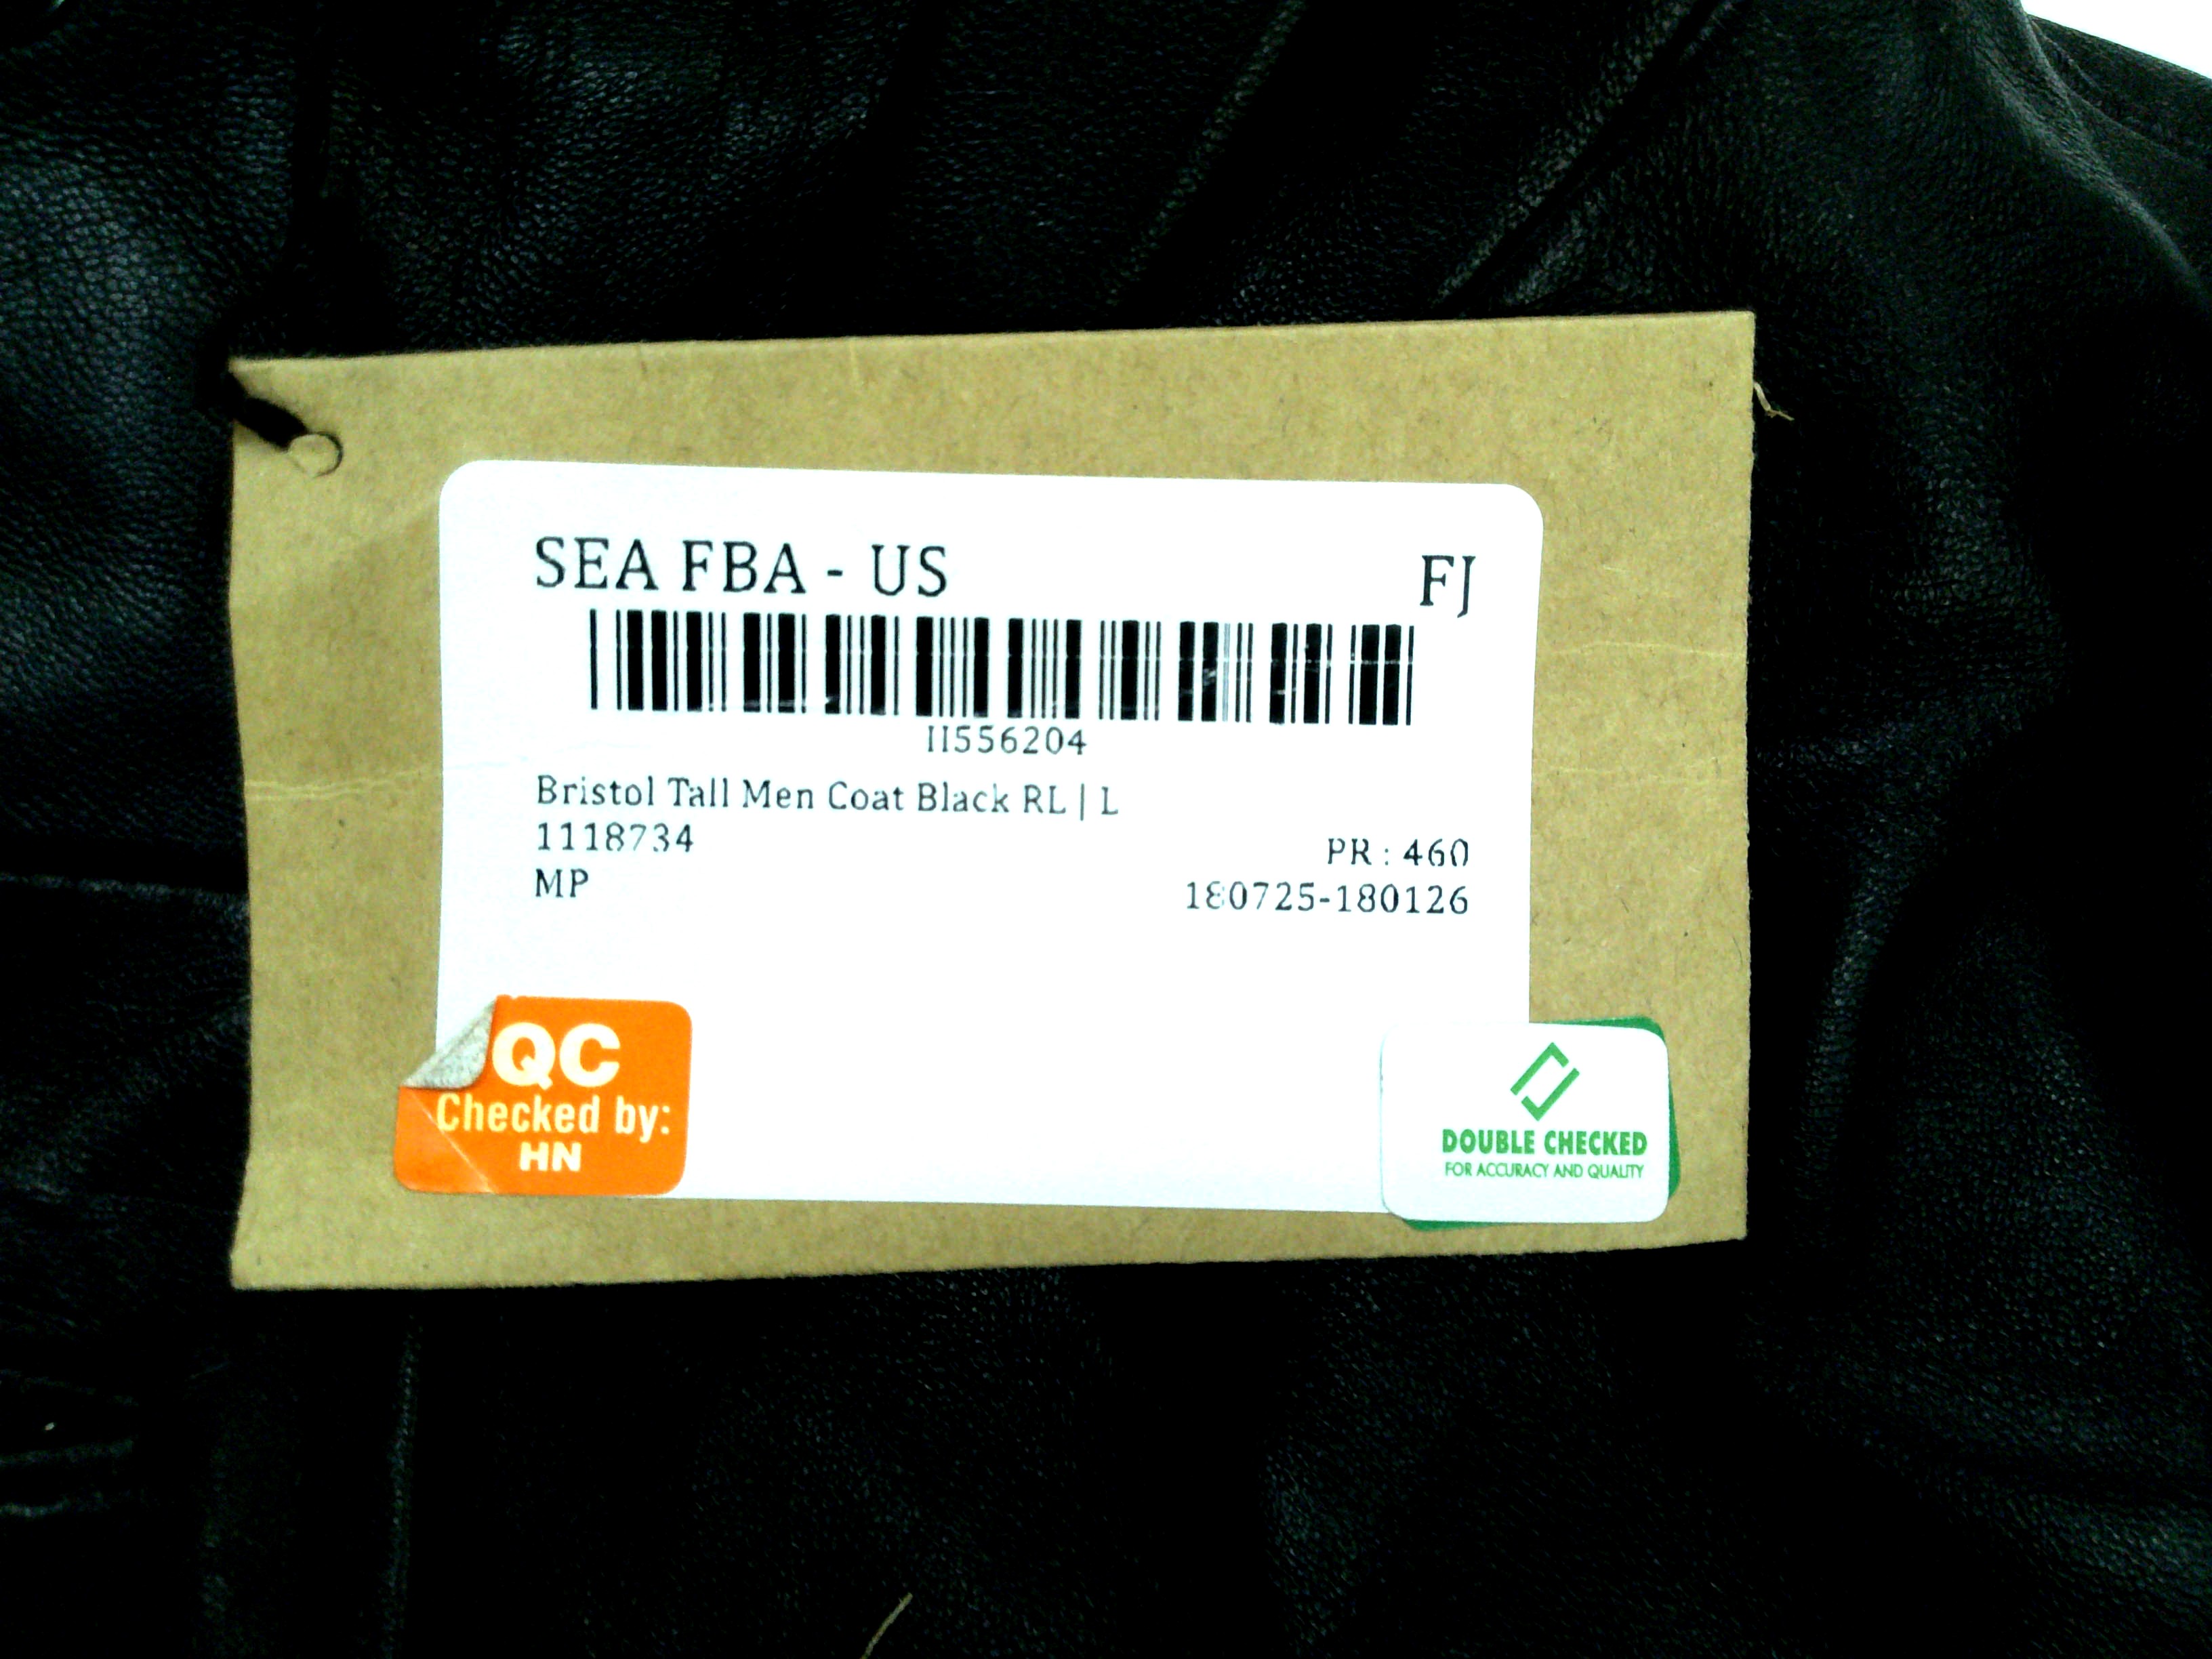 SEA FBA - US FJ
II556204
Bristol Tall Men Coat Black RL | L
1118734
PR : 460
MP
180725-180126
QC
Checked by:
HN
DOUBLE CHECKED
FOR ACCURACY AND QUALITY